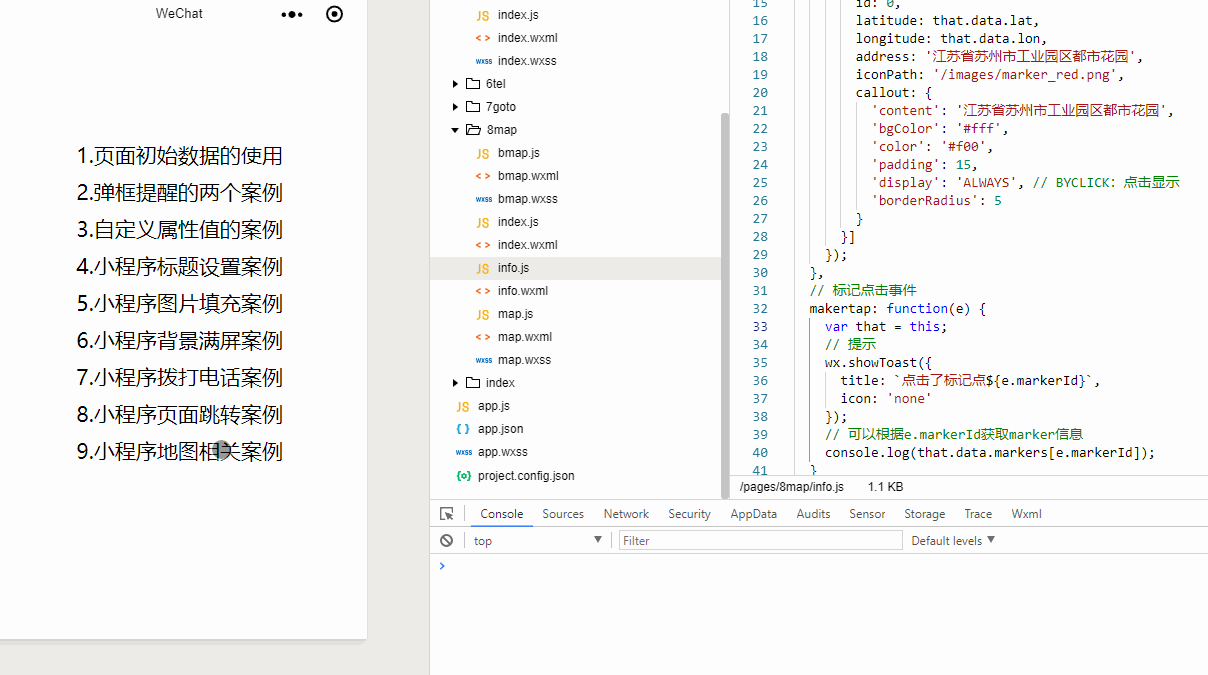 WeChat
1.页面初始数据的使用
2.弹框提醒的两个案例
3.自定义属性值的案例
4.小程序标题设置案例
5.小程序图片填充案例
6.小程序背景满屏案例
7.小程序拨打电话案例
8.小程序页面跳转案例
9.小程序地图相关案例
JS index.js
<> index.wxml
wxss index.wxss
6tel
7goto
8map
JS bmap.js
<> bmap.wxml
wxss bmap.wxss
JS index.js
<> index.wxml
JS info.js
<> info.wxml
JS map.js
<> map.wxml
wxss map.wxss
index
JS app.js
{ } app.json
wxss app.wxss
{o} project.config.json
15 id: 0,
16 latitude: that.data.lat,
17 longitude: that.data.lon,
18 address: '江苏省苏州市工业园区都市花园',
19 iconPath: '/images/marker_red.png',
20 callout: {
21 'content': '江苏省苏州市工业园区都市花园',
22 'bgColor': '#fff',
23 'color': '#f00',
24 'padding': 15,
25 'display': 'ALWAYS', // BYCLICK: 点击显示
26 'borderRadius': 5
27 }
28 }]
29 });
30 },
31 // 标记点击事件
32 makertap: function(e) {
33 var that = this;
34 // 提示
35 wx.showToast({
36 title: `点击了标记点${e.markerId}`,
37 icon: 'none'
38 });
39 // 可以根据e.markerId获取marker信息
40 console.log(that.data.markers[e.markerId]);
41 }
/pages/8map/info.js 1.1 KB
Console Sources Network Security AppData Audits Sensor Storage Trace Wxml
top Filter Default levels